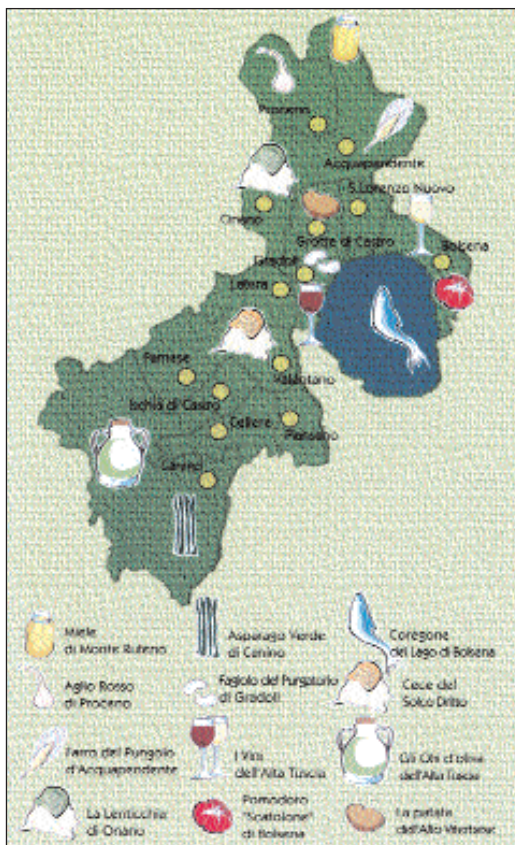 Proceno
Acquapendente
S.Lorenzo Nuovo
Onano
Grotte di Castro
Bolsena
Gradoli
Latera
Farnese
Valentano
Ischia di Castro
Cellere
Piansano
Canino
Miele
di Monte Rufeno
Asparago Verde
di Canino
Coregone
del Lago di Bolsena
Aglio Rosso
di Proceno
Fagiolo del Purgatorio
di Gradoli
Cece del
Solco Dritto
Farro del Pungolo
d'Acquapendente
I Vini
dell'Alta Tuscia
Gli Oli d'oliva
dell'Alta Tuscia
La Lenticchia
di Onano
Pomodoro
"Scatolone"
di Bolsena
La patata
dell'Alto Viterbese